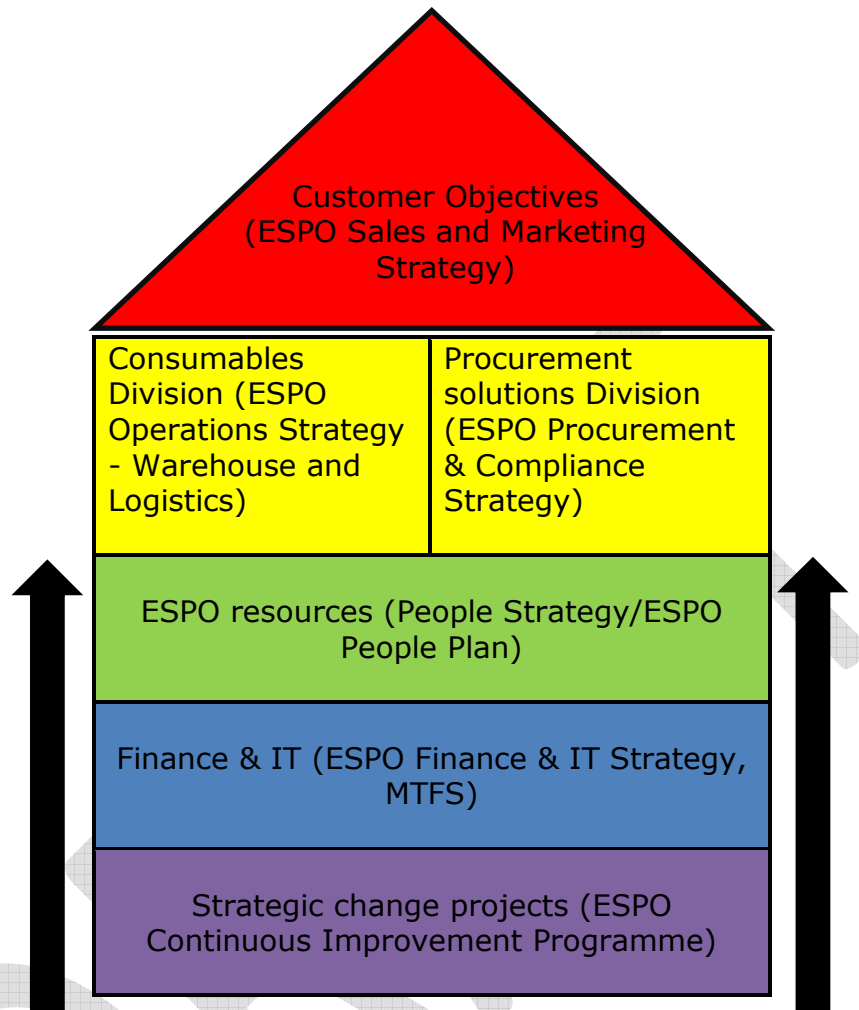 Customer Objectives
(ESPO Sales and Marketing
Strategy)
Consumables
Division (ESPO
Operations Strategy
- Warehouse and
Logistics)
Procurement
solutions Division
(ESPO Procurement
& Compliance
Strategy)
ESPO resources (People Strategy/ESPO
People Plan)
Finance & IT (ESPO Finance & IT Strategy,
MTFS)
Strategic change projects (ESPO
Continuous Improvement Programme)